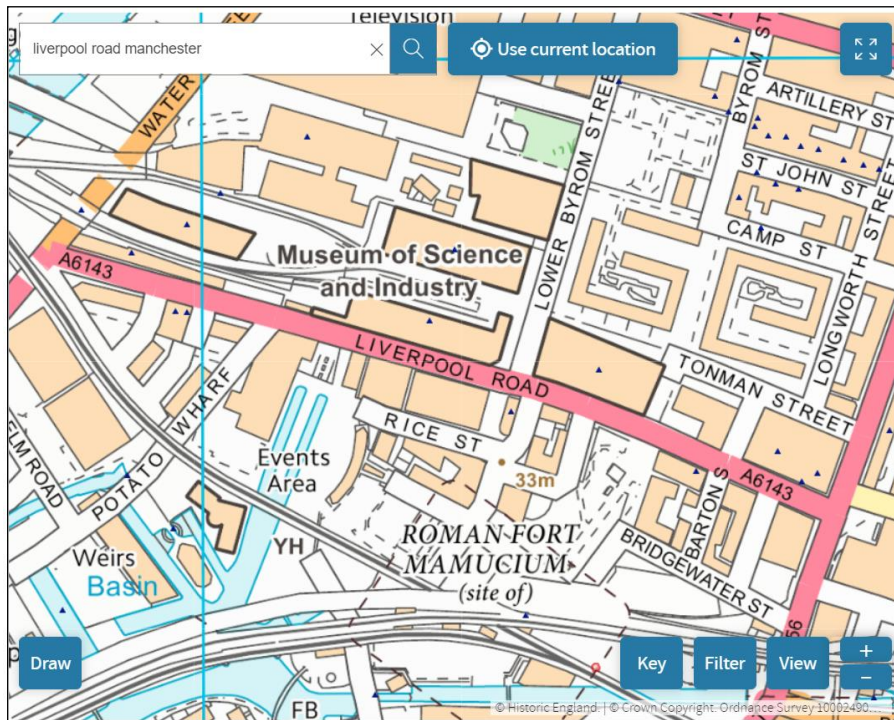 Television
liverpool road manchester
Use current location
WATER
BYROM ST
ARTILLERY ST
ST JOHN ST
CAMP ST
LOWER BYROM STREET
LONGWORTH STREET
Museum of Science
and Industry
A6143
LIVERPOOL ROAD
TONMAN STREET
A6143
RICE ST
33m
POTATO WHARF
ELM ROAD
Events
Area
YH
Weirs
Basin
ROMAN FORT
MAMUCIUM
(site of)
BARTON S
BRIDGEWATER ST
56
FB
Draw
Key
Filter
View
+
−
© Historic England. | © Crown Copyright. Ordnance Survey 10002490...